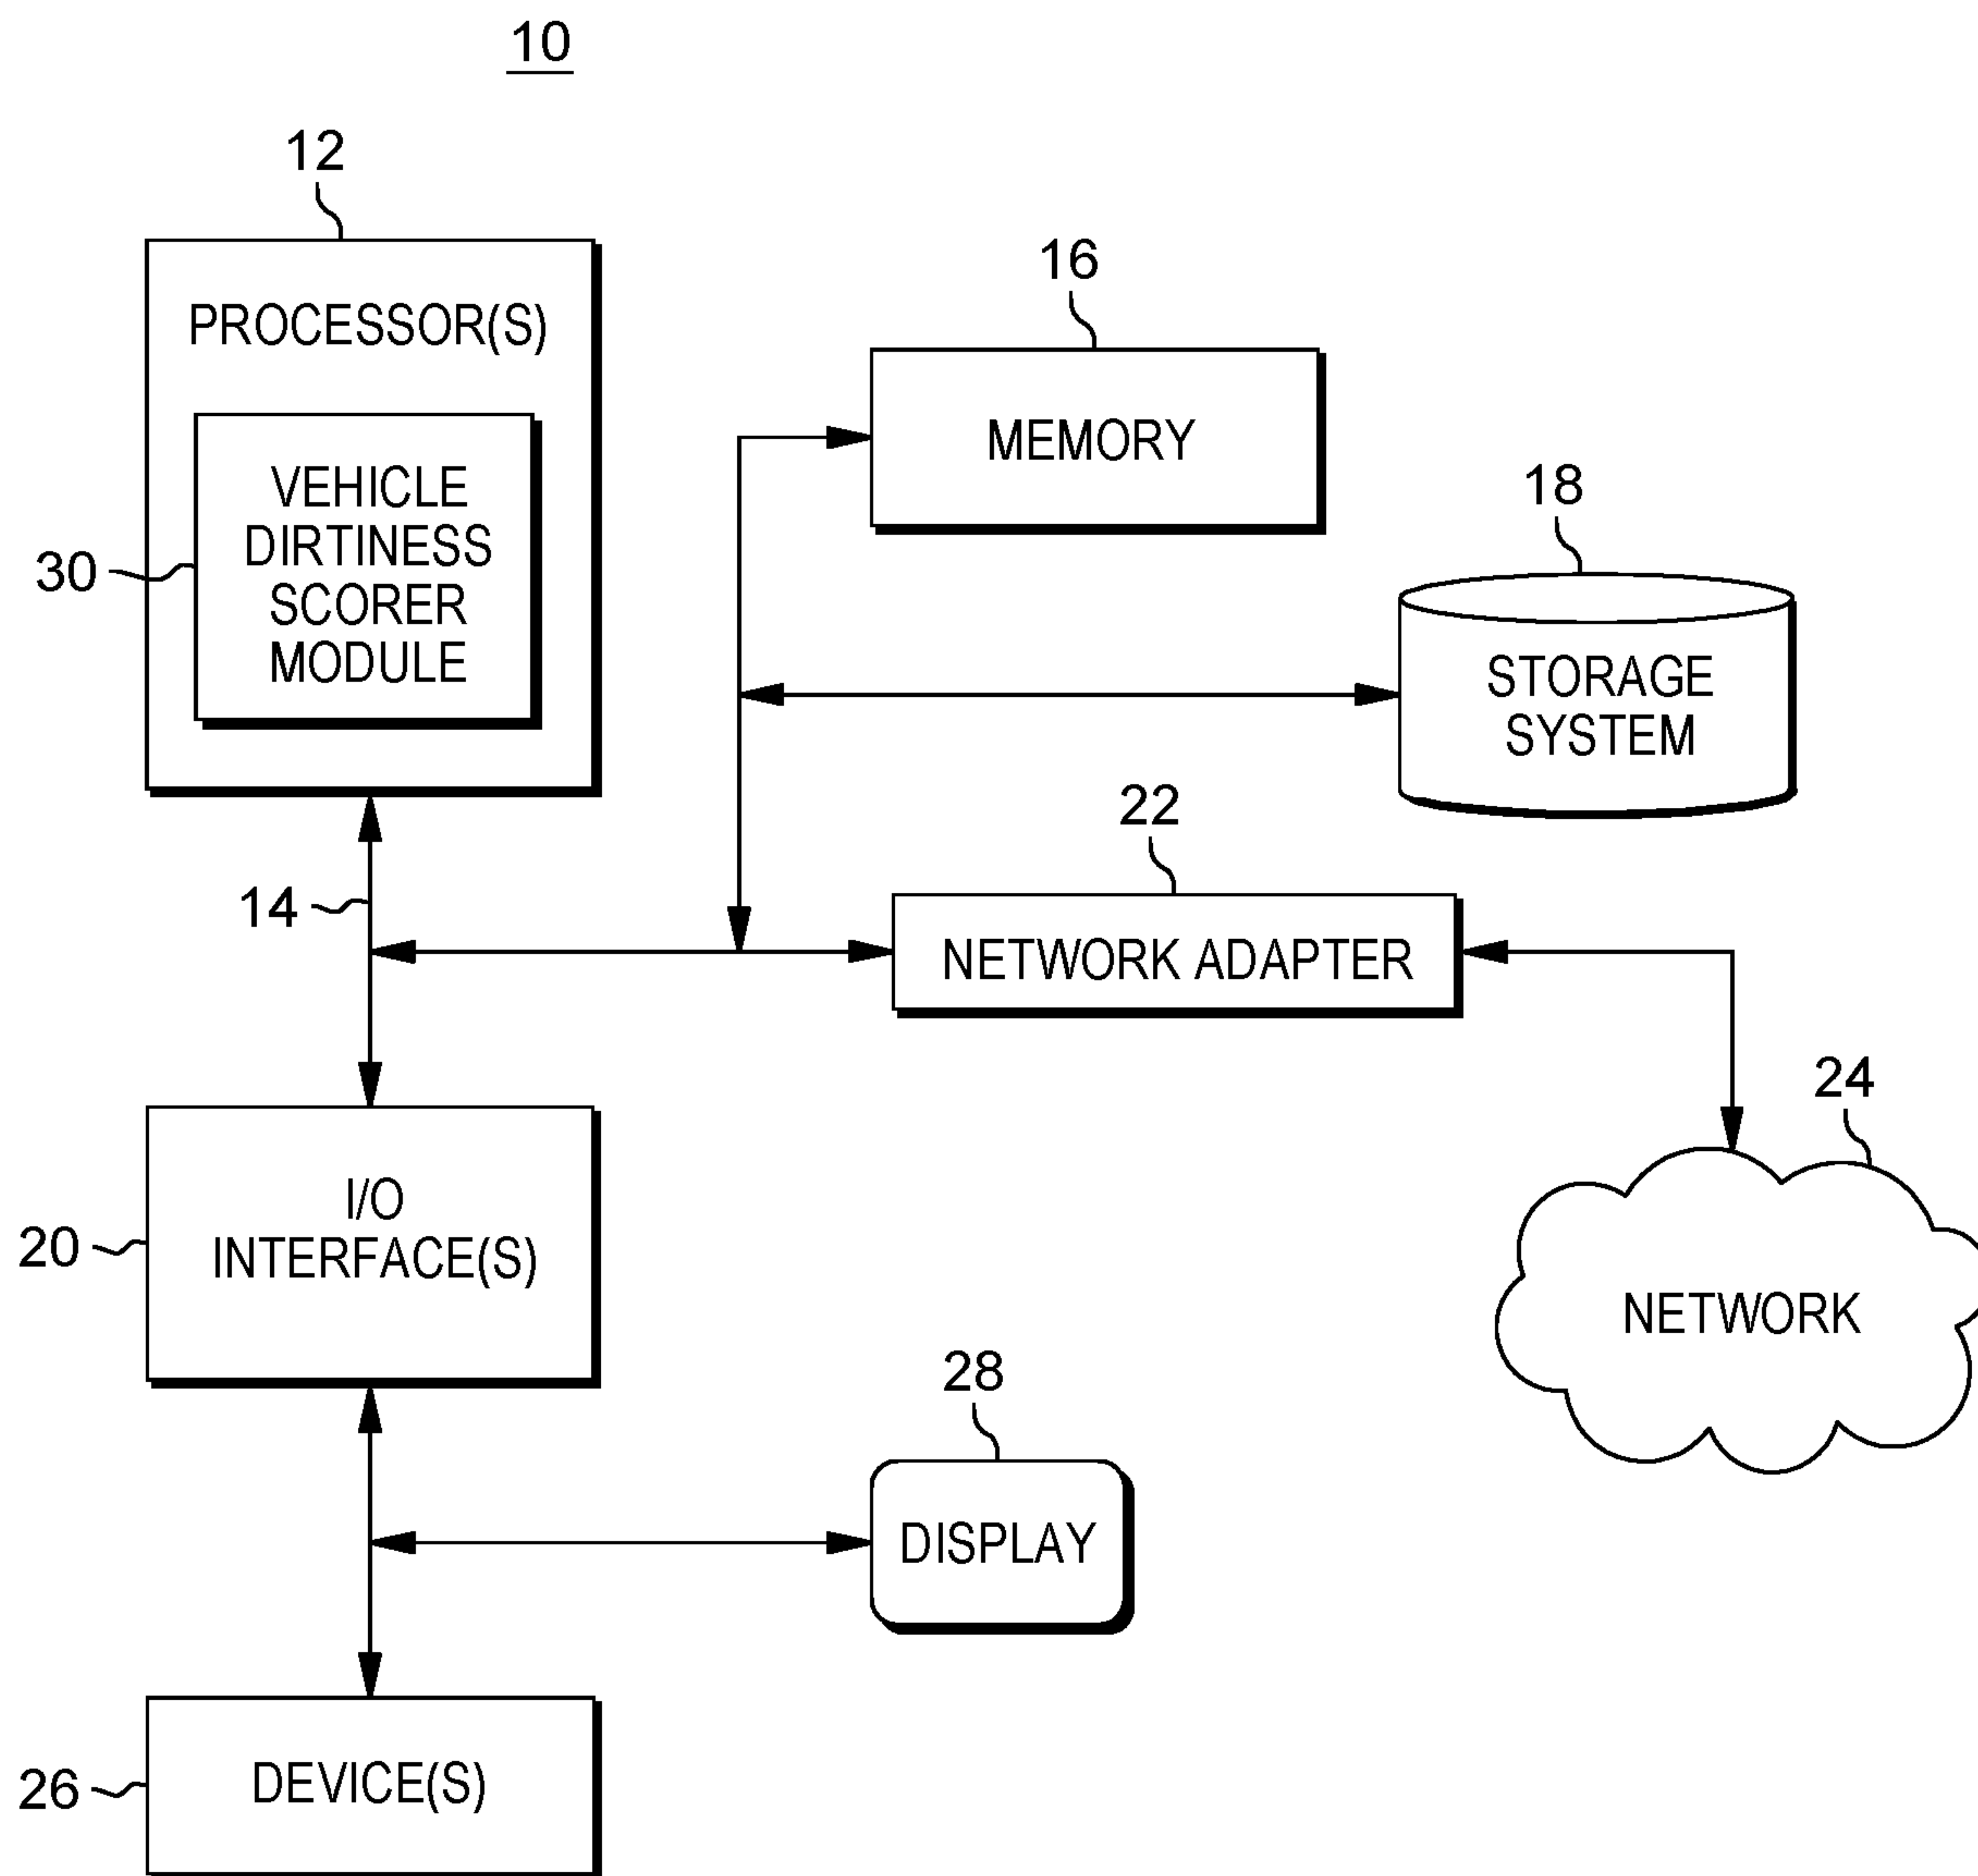 10
12
PROCESSOR(S)
16
MEMORY
VEHICLE
DIRTINESS
SCORER
MODULE
30
18
STORAGE
SYSTEM
22
14
NETWORK ADAPTER
24
I/O
INTERFACE(S)
20
NETWORK
28
DISPLAY
26
DEVICE(S)